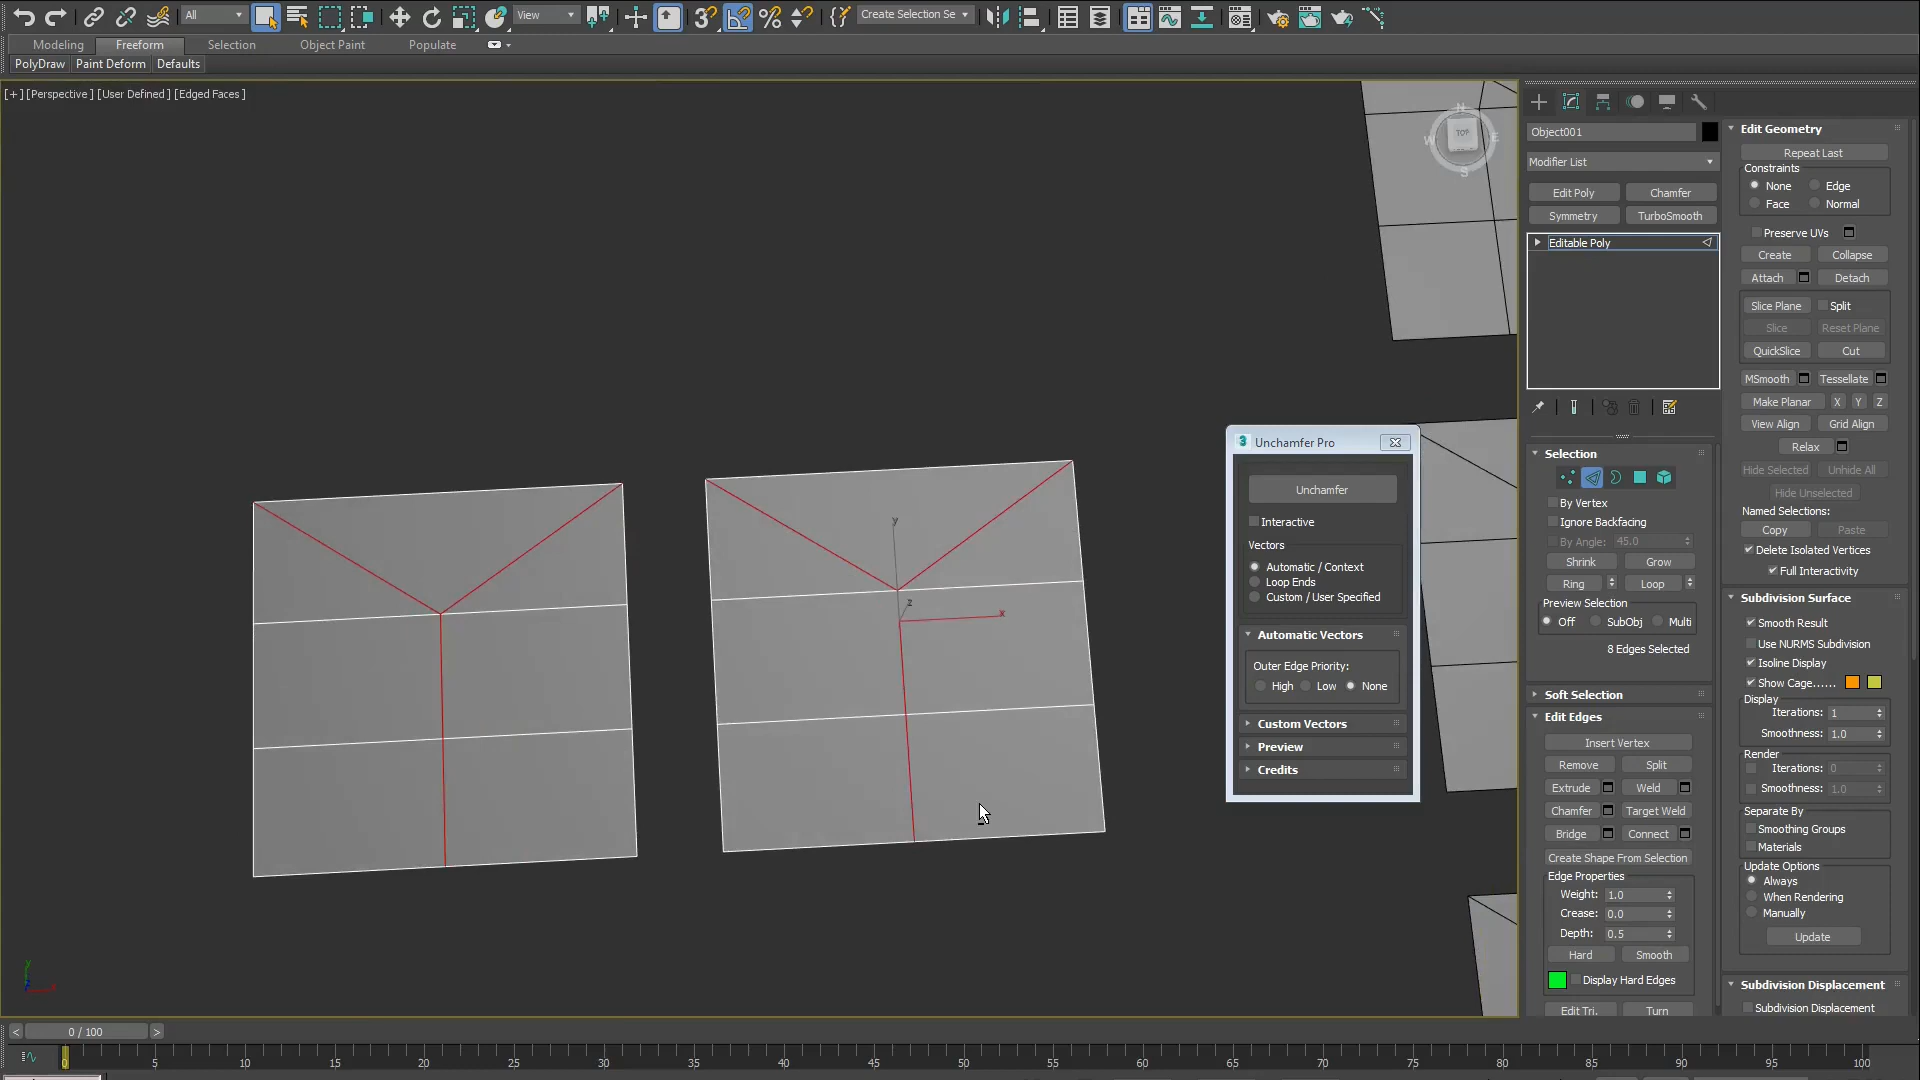 All
View
3
Create Selection Se
Modeling
Freeform
Selection
Object Paint
Populate
PolyDraw
Paint Deform
Defaults
[+] [Perspective ] [User Defined ] [Edged Faces ]
N
W
TOP
E
S
Object001
Modifier List
Edit Poly
Chamfer
Symmetry
TurboSmooth
Editable Poly
Selection
By Vertex
Ignore Backfacing
By Angle: 45.0
Shrink
Grow
Ring
Loop
Preview Selection
Off
SubObj
Multi
8 Edges Selected
Soft Selection
Edit Edges
Insert Vertex
Remove
Split
Extrude
Weld
Chamfer
Target Weld
Bridge
Connect
Create Shape From Selection
Edge Properties
Weight: 1.0
Crease: 0.0
Depth: 0.5
Hard
Smooth
Display Hard Edges
Edit Tri.
Turn
Edit Geometry
Repeat Last
Constraints
None
Edge
Face
Normal
Preserve UVs
Create
Collapse
Attach
Detach
Slice Plane
Split
Slice
Reset Plane
QuickSlice
Cut
MSmooth
Tessellate
Make Planar
X
Y
Z
View Align
Grid Align
Relax
Hide Selected
Unhide All
Hide Unselected
Named Selections:
Copy
Paste
Delete Isolated Vertices
Full Interactivity
Subdivision Surface
Smooth Result
Use NURMS Subdivision
Isoline Display
Show Cage......
Display
Iterations: 1
Smoothness: 1.0
Render
Iterations: 0
Smoothness: 1.0
Separate By
Smoothing Groups
Materials
Update Options
Always
When Rendering
Manually
Update
Subdivision Displacement
Subdivision Displacement
3 Unchamfer Pro
Unchamfer
Interactive
Vectors
Automatic / Context
Loop Ends
Custom / User Specified
Automatic Vectors
Outer Edge Priority:
High
Low
None
Custom Vectors
Preview
Credits
y
z
x
y
x
< 0 / 100 >
0 5 10 15 20 25 30 35 40 45 50 55 60 65 70 75 80 85 90 95 100